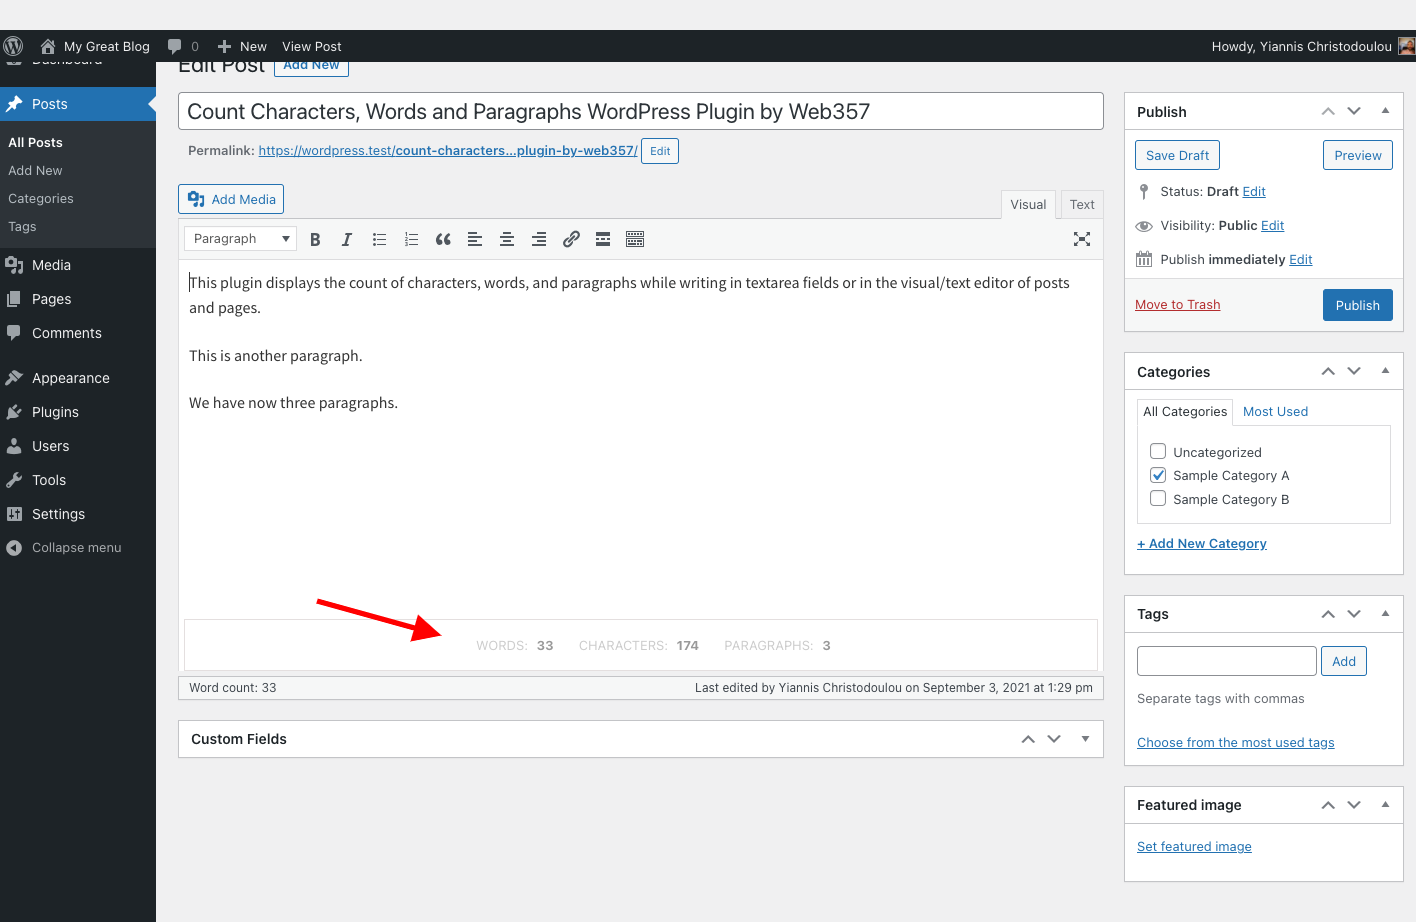 My Great Blog 0 New View Post
Howdy, Yiannis Christodoulou
Dashboard
Posts
All Posts
Add New
Categories
Tags
Media
Pages
Comments
Appearance
Plugins
Users
Tools
Settings
Collapse menu
Edit Post Add New
Count Characters, Words and Paragraphs WordPress Plugin by Web357
Permalink: https://wordpress.test/count-characters...plugin-by-web357/ Edit
Add Media
Visual Text
Paragraph
This plugin displays the count of characters, words, and paragraphs while writing in textarea fields or in the visual/text editor of posts
and pages.
This is another paragraph.
We have now three paragraphs.
WORDS: 33 CHARACTERS: 174 PARAGRAPHS: 3
Word count: 33 Last edited by Yiannis Christodoulou on September 3, 2021 at 1:29 pm
Custom Fields
Publish
Save Draft Preview
Status: Draft Edit
Visibility: Public Edit
Publish immediately Edit
Move to Trash Publish
Categories
All Categories Most Used
Uncategorized
Sample Category A
Sample Category B
+ Add New Category
Tags
Add
Separate tags with commas
Choose from the most used tags
Featured image
Set featured image